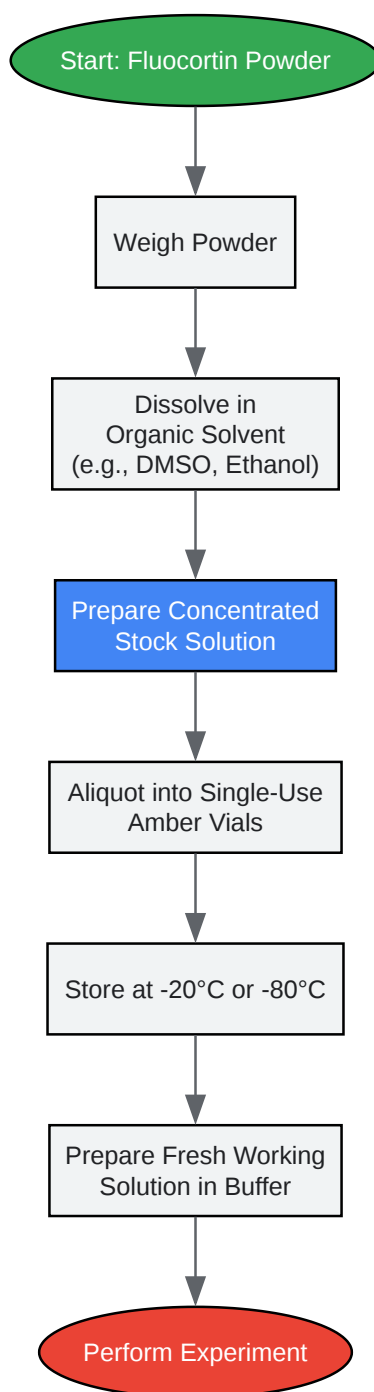 Start: Fluocortin Powder
Weigh Powder
Dissolve in
Organic Solvent
(e.g., DMSO, Ethanol)
Prepare Concentrated
Stock Solution
Aliquot into Single-Use
Amber Vials
Store at -20°C or -80°C
Prepare Fresh Working
Solution in Buffer
Perform Experiment